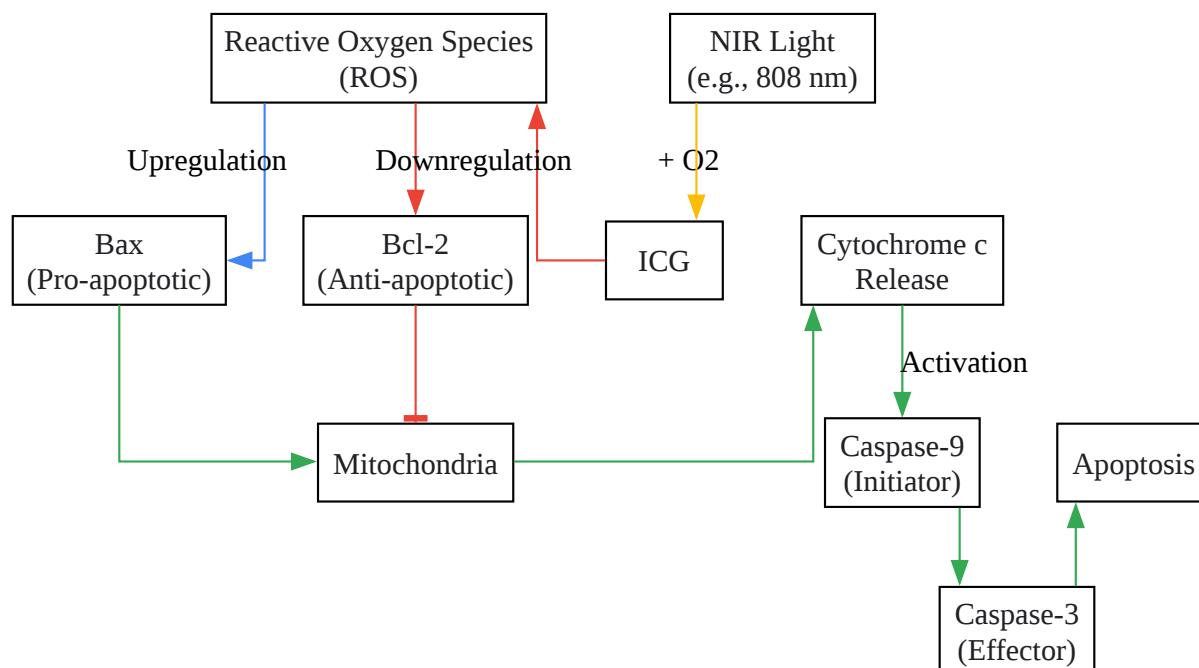 Reactive Oxygen Species
(ROS)
NIR Light
(e.g., 808 nm)
Upregulation
Downregulation
+ O2
Bax
(Pro-apoptotic)
Bcl-2
(Anti-apoptotic)
ICG
Cytochrome c
Release
Activation
Mitochondria
Caspase-9
(Initiator)
Apoptosis
Caspase-3
(Effector)